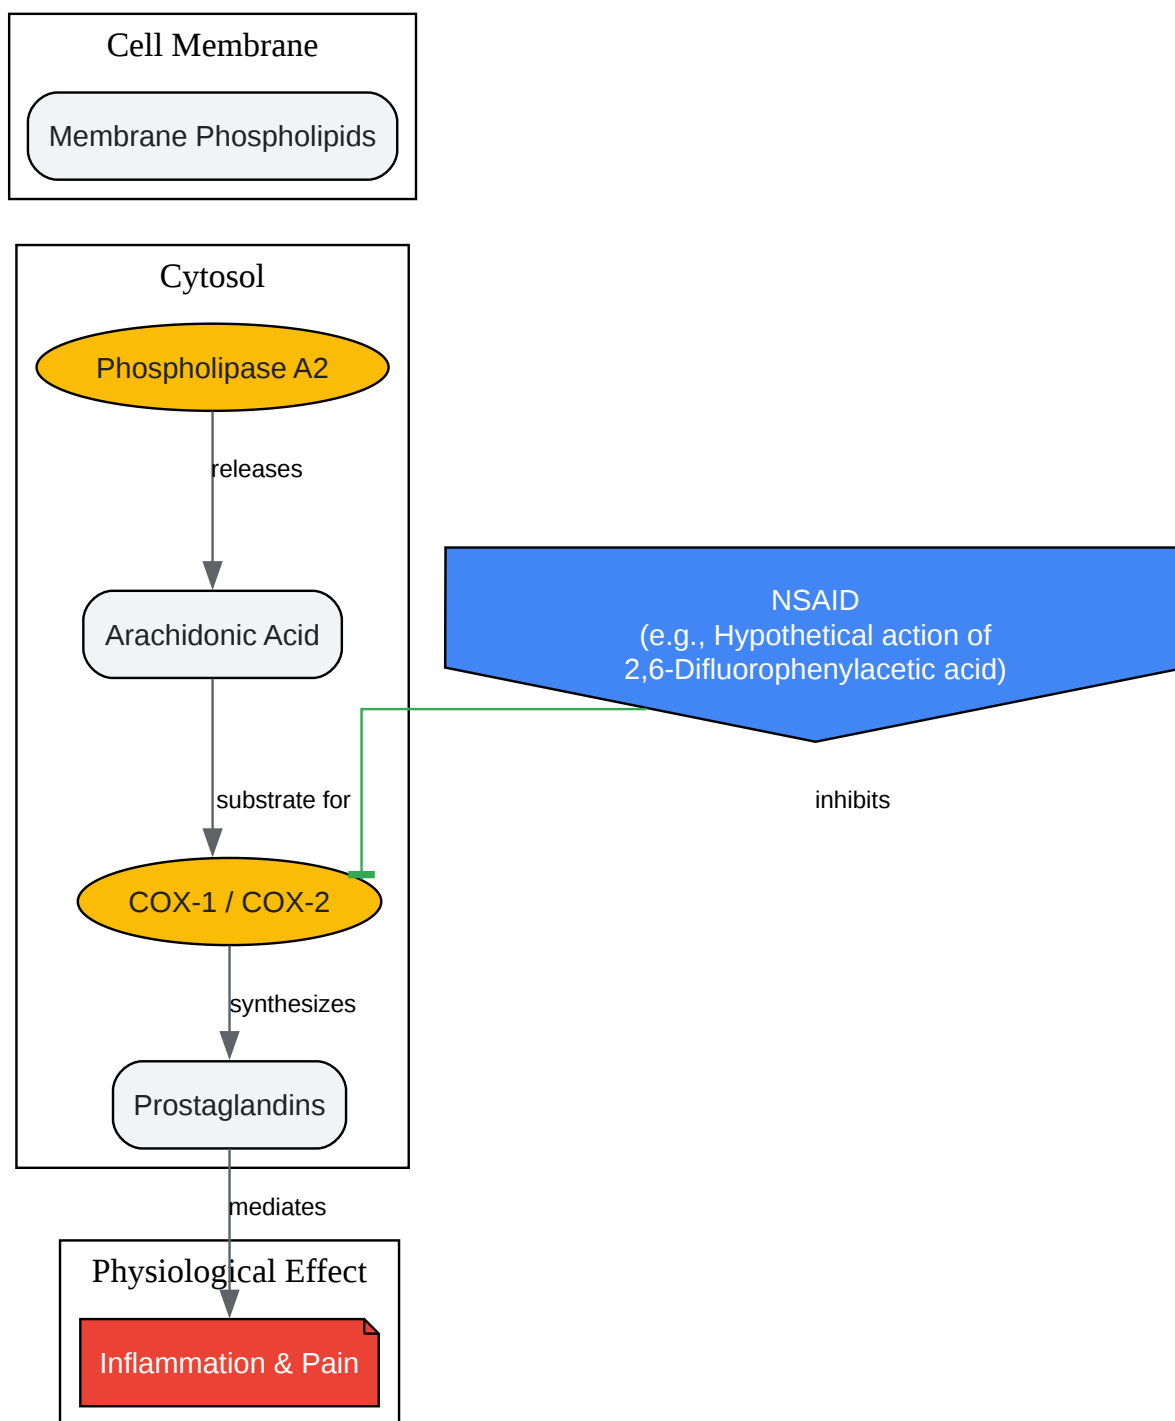 Cell Membrane
Membrane Phospholipids
Cytosol
Phospholipase A2
releases
Arachidonic Acid
NSAID
(e.g., Hypothetical action of
2,6-Difluorophenylacetic acid)
substrate for
inhibits
COX-1 / COX-2
synthesizes
Prostaglandins
mediates
Physiological Effect
Inflammation & Pain